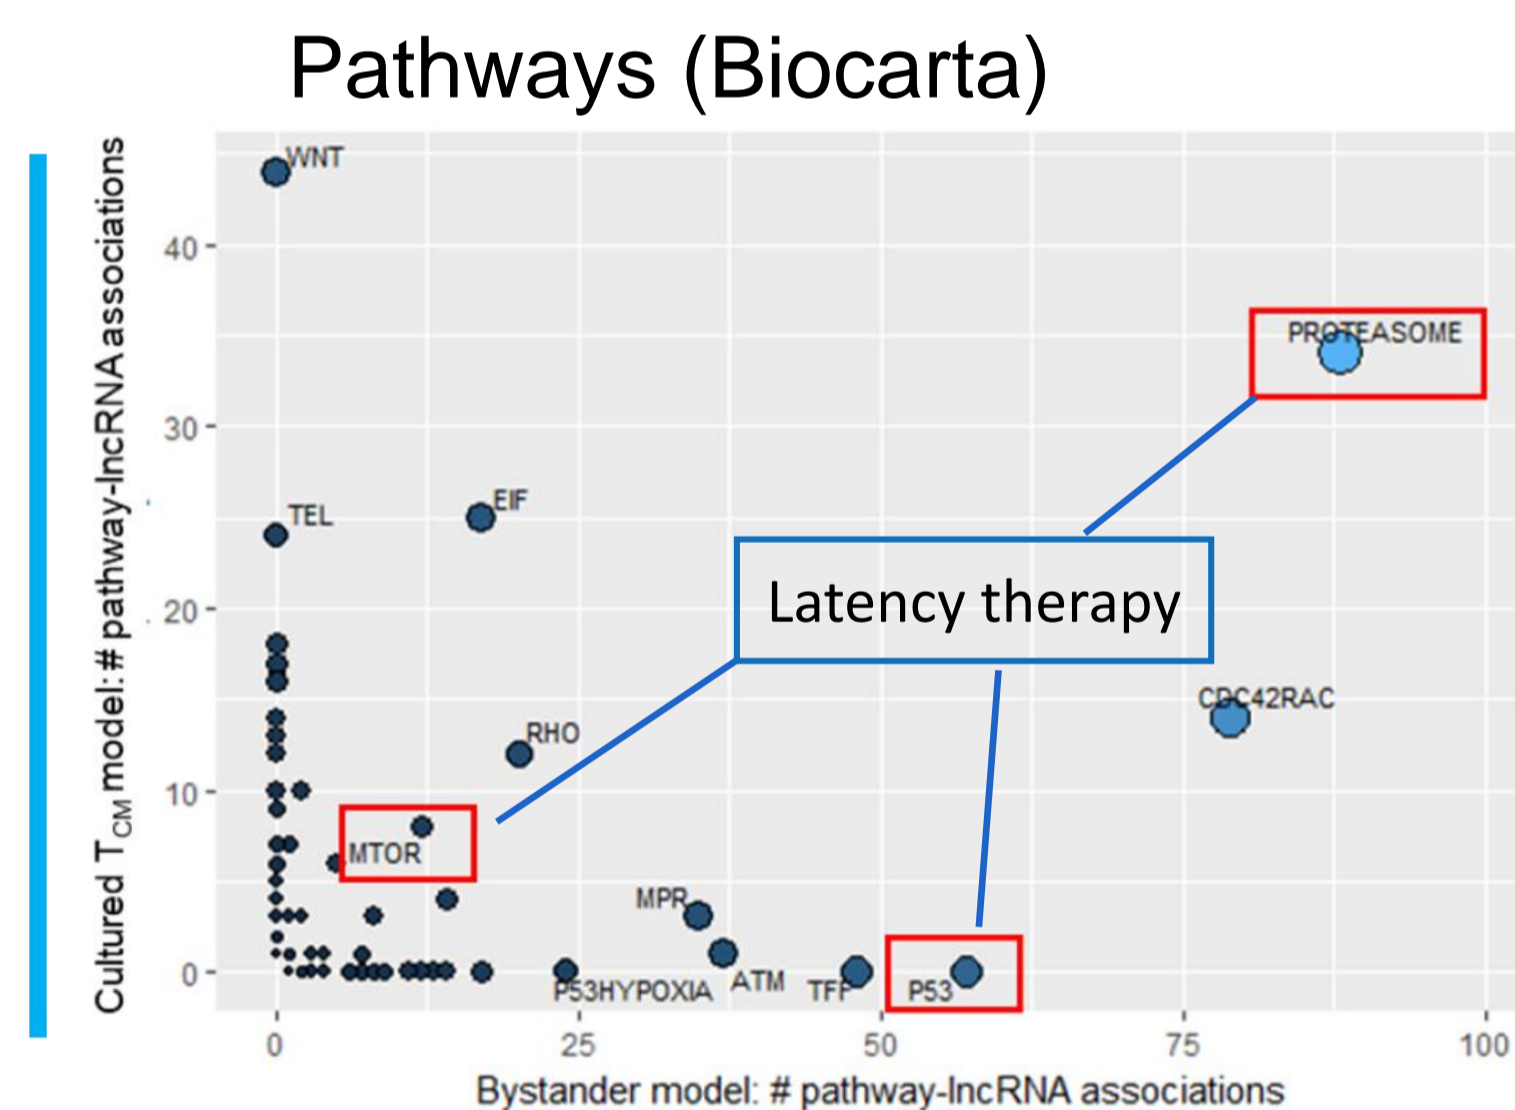 Pathways (Biocarta)
Cultured TCM model: # pathway-lncRNA associations
WNT
40
PROTEASOME
30
TEL
EIF
Latency therapy
20
CDC42RAC
RHO
10
MTOR
MPR
ATM
0
P53HYPOXIA
TFF
P53
0
25
50
75
100
Bystander model: # pathway-lncRNA associations